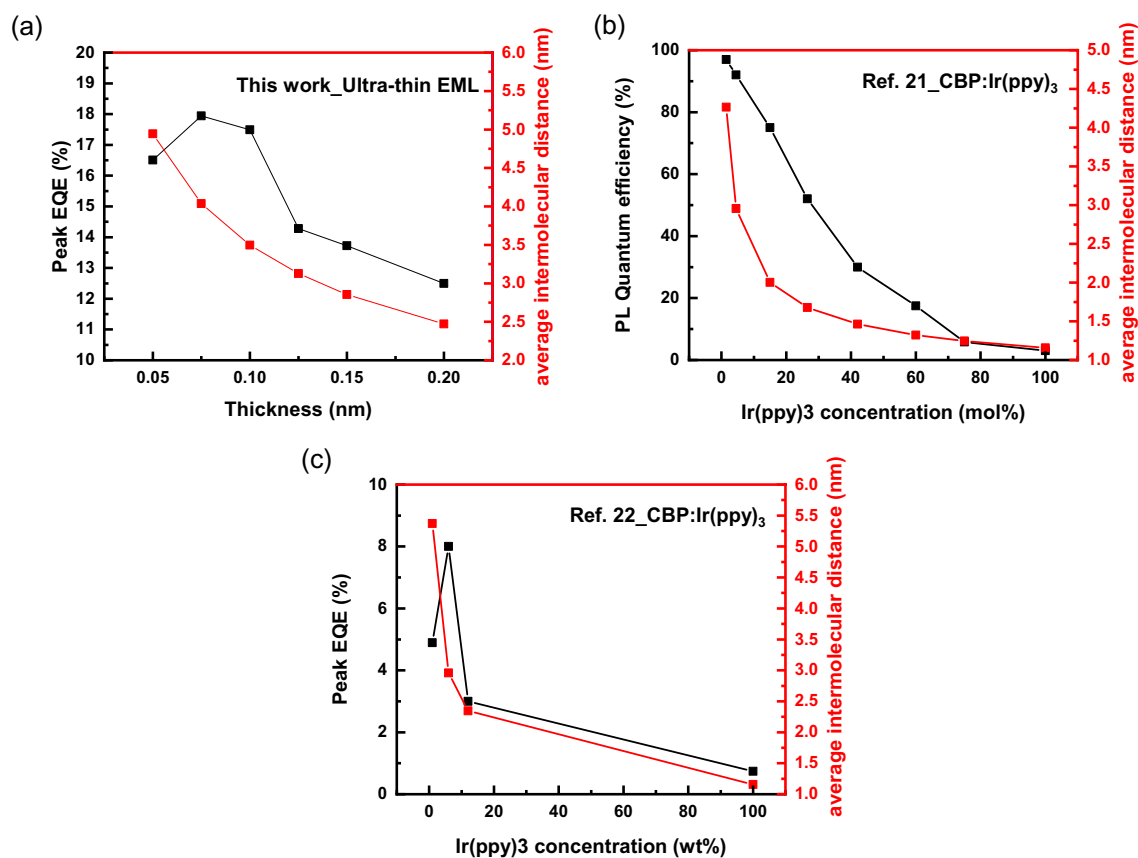 (a)
This work_Ultra-thin EML
Peak EQE (%)
20
19
18
17
16
15
14
13
12
11
10
0.05 0.10 0.15 0.20
Thickness (nm)
6.0
5.5
5.0
4.5
4.0
3.5
3.0
2.5
2.0
average intermolecular distance (nm)
(b)
Ref. 21_CBP:Ir(ppy)₃
PL Quantum efficiency (%)
100
80
60
40
20
0
0 20 40 60 80 100
Ir(ppy)3 concentration (mol%)
5.0
4.5
4.0
3.5
3.0
2.5
2.0
1.5
1.0
average intermolecular distance (nm)
(c)
Ref. 22_CBP:Ir(ppy)₃
Peak EQE (%)
10
8
6
4
2
0
0 20 40 60 80 100
Ir(ppy)3 concentration (wt%)
6.0
5.5
5.0
4.5
4.0
3.5
3.0
2.5
2.0
1.5
1.0
average intermolecular distance (nm)